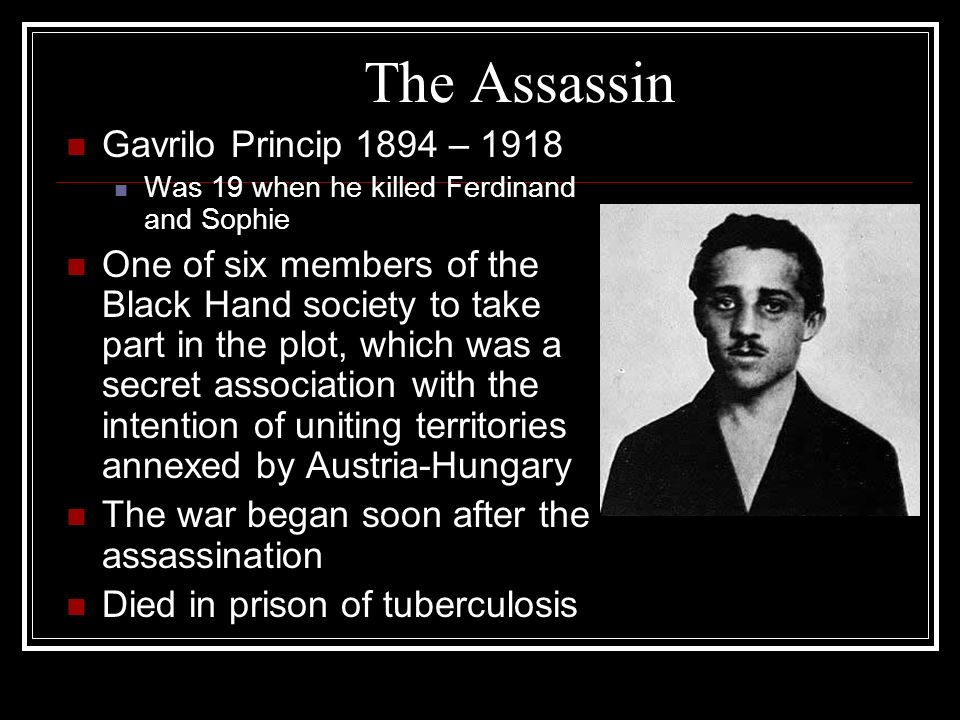 The Assassin
Gavrilo Princip 1894 – 1918
Was 19 when he killed Ferdinand
and Sophie
One of six members of the
Black Hand society to take
part in the plot, which was a
secret association with the
intention of uniting territories
annexed by Austria-Hungary
The war began soon after the
assassination
Died in prison of tuberculosis